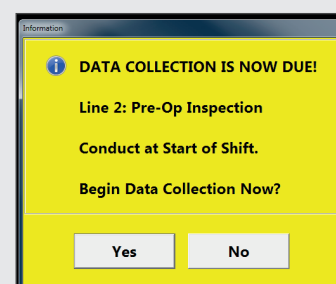 Information
DATA COLLECTION IS NOW DUE!
Line 2: Pre-Op Inspection
Conduct at Start of Shift.
Begin Data Collection Now?
Yes
No